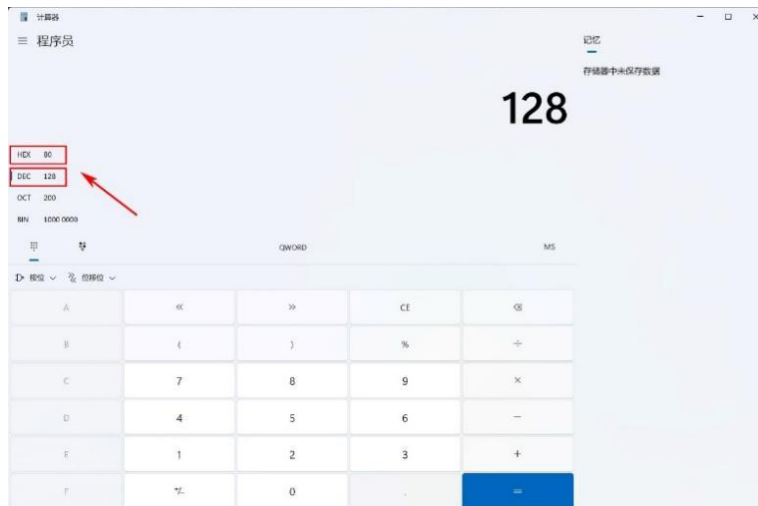 计算器
程序员
记忆
存储器中未保存数据
128
HEX 80
DEC 128
OCT 200
BIN 1000 0000
QWORD
MS
按位
位移位
A
«
»
CE
B
(
)
%
÷
C
7
8
9
×
D
4
5
6
−
E
1
2
3
+
F
+/-
0
.
=